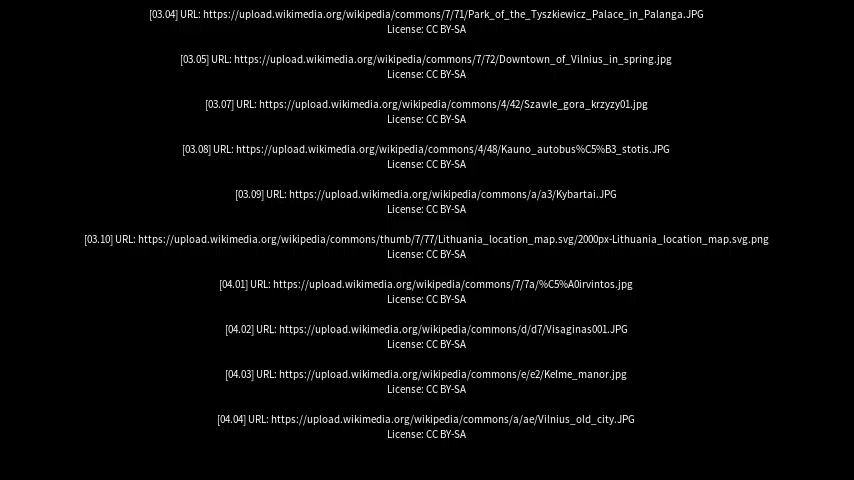 [03.04] URL: https://upload.wikimedia.org/wikipedia/commons/7/71/Park_of_the_Tyszkiewicz_Palace_in_Palanga.JPG
License: CC BY-SA
[03.05] URL: https://upload.wikimedia.org/wikipedia/commons/7/72/Downtown_of_Vilnius_in_spring.jpg
License: CC BY-SA
[03.07] URL: https://upload.wikimedia.org/wikipedia/commons/4/42/Szawle_gora_krzyzy01.jpg
License: CC BY-SA
[03.08] URL: https://upload.wikimedia.org/wikipedia/commons/4/48/Kauno_autobus%C5%B3_stotis.JPG
License: CC BY-SA
[03.09] URL: https://upload.wikimedia.org/wikipedia/commons/a/a3/Kybartai.JPG
License: CC BY-SA
[03.10] URL: https://upload.wikimedia.org/wikipedia/commons/thumb/7/77/Lithuania_location_map.svg/2000px-Lithuania_location_map.svg.png
License: CC BY-SA
[04.01] URL: https://upload.wikimedia.org/wikipedia/commons/7/7a/%C5%A0irvintos.jpg
License: CC BY-SA
[04.02] URL: https://upload.wikimedia.org/wikipedia/commons/d/d7/Visaginas001.JPG
License: CC BY-SA
[04.03] URL: https://upload.wikimedia.org/wikipedia/commons/e/e2/Kelme_manor.jpg
License: CC BY-SA
[04.04] URL: https://upload.wikimedia.org/wikipedia/commons/a/ae/Vilnius_old_city.JPG
License: CC BY-SA